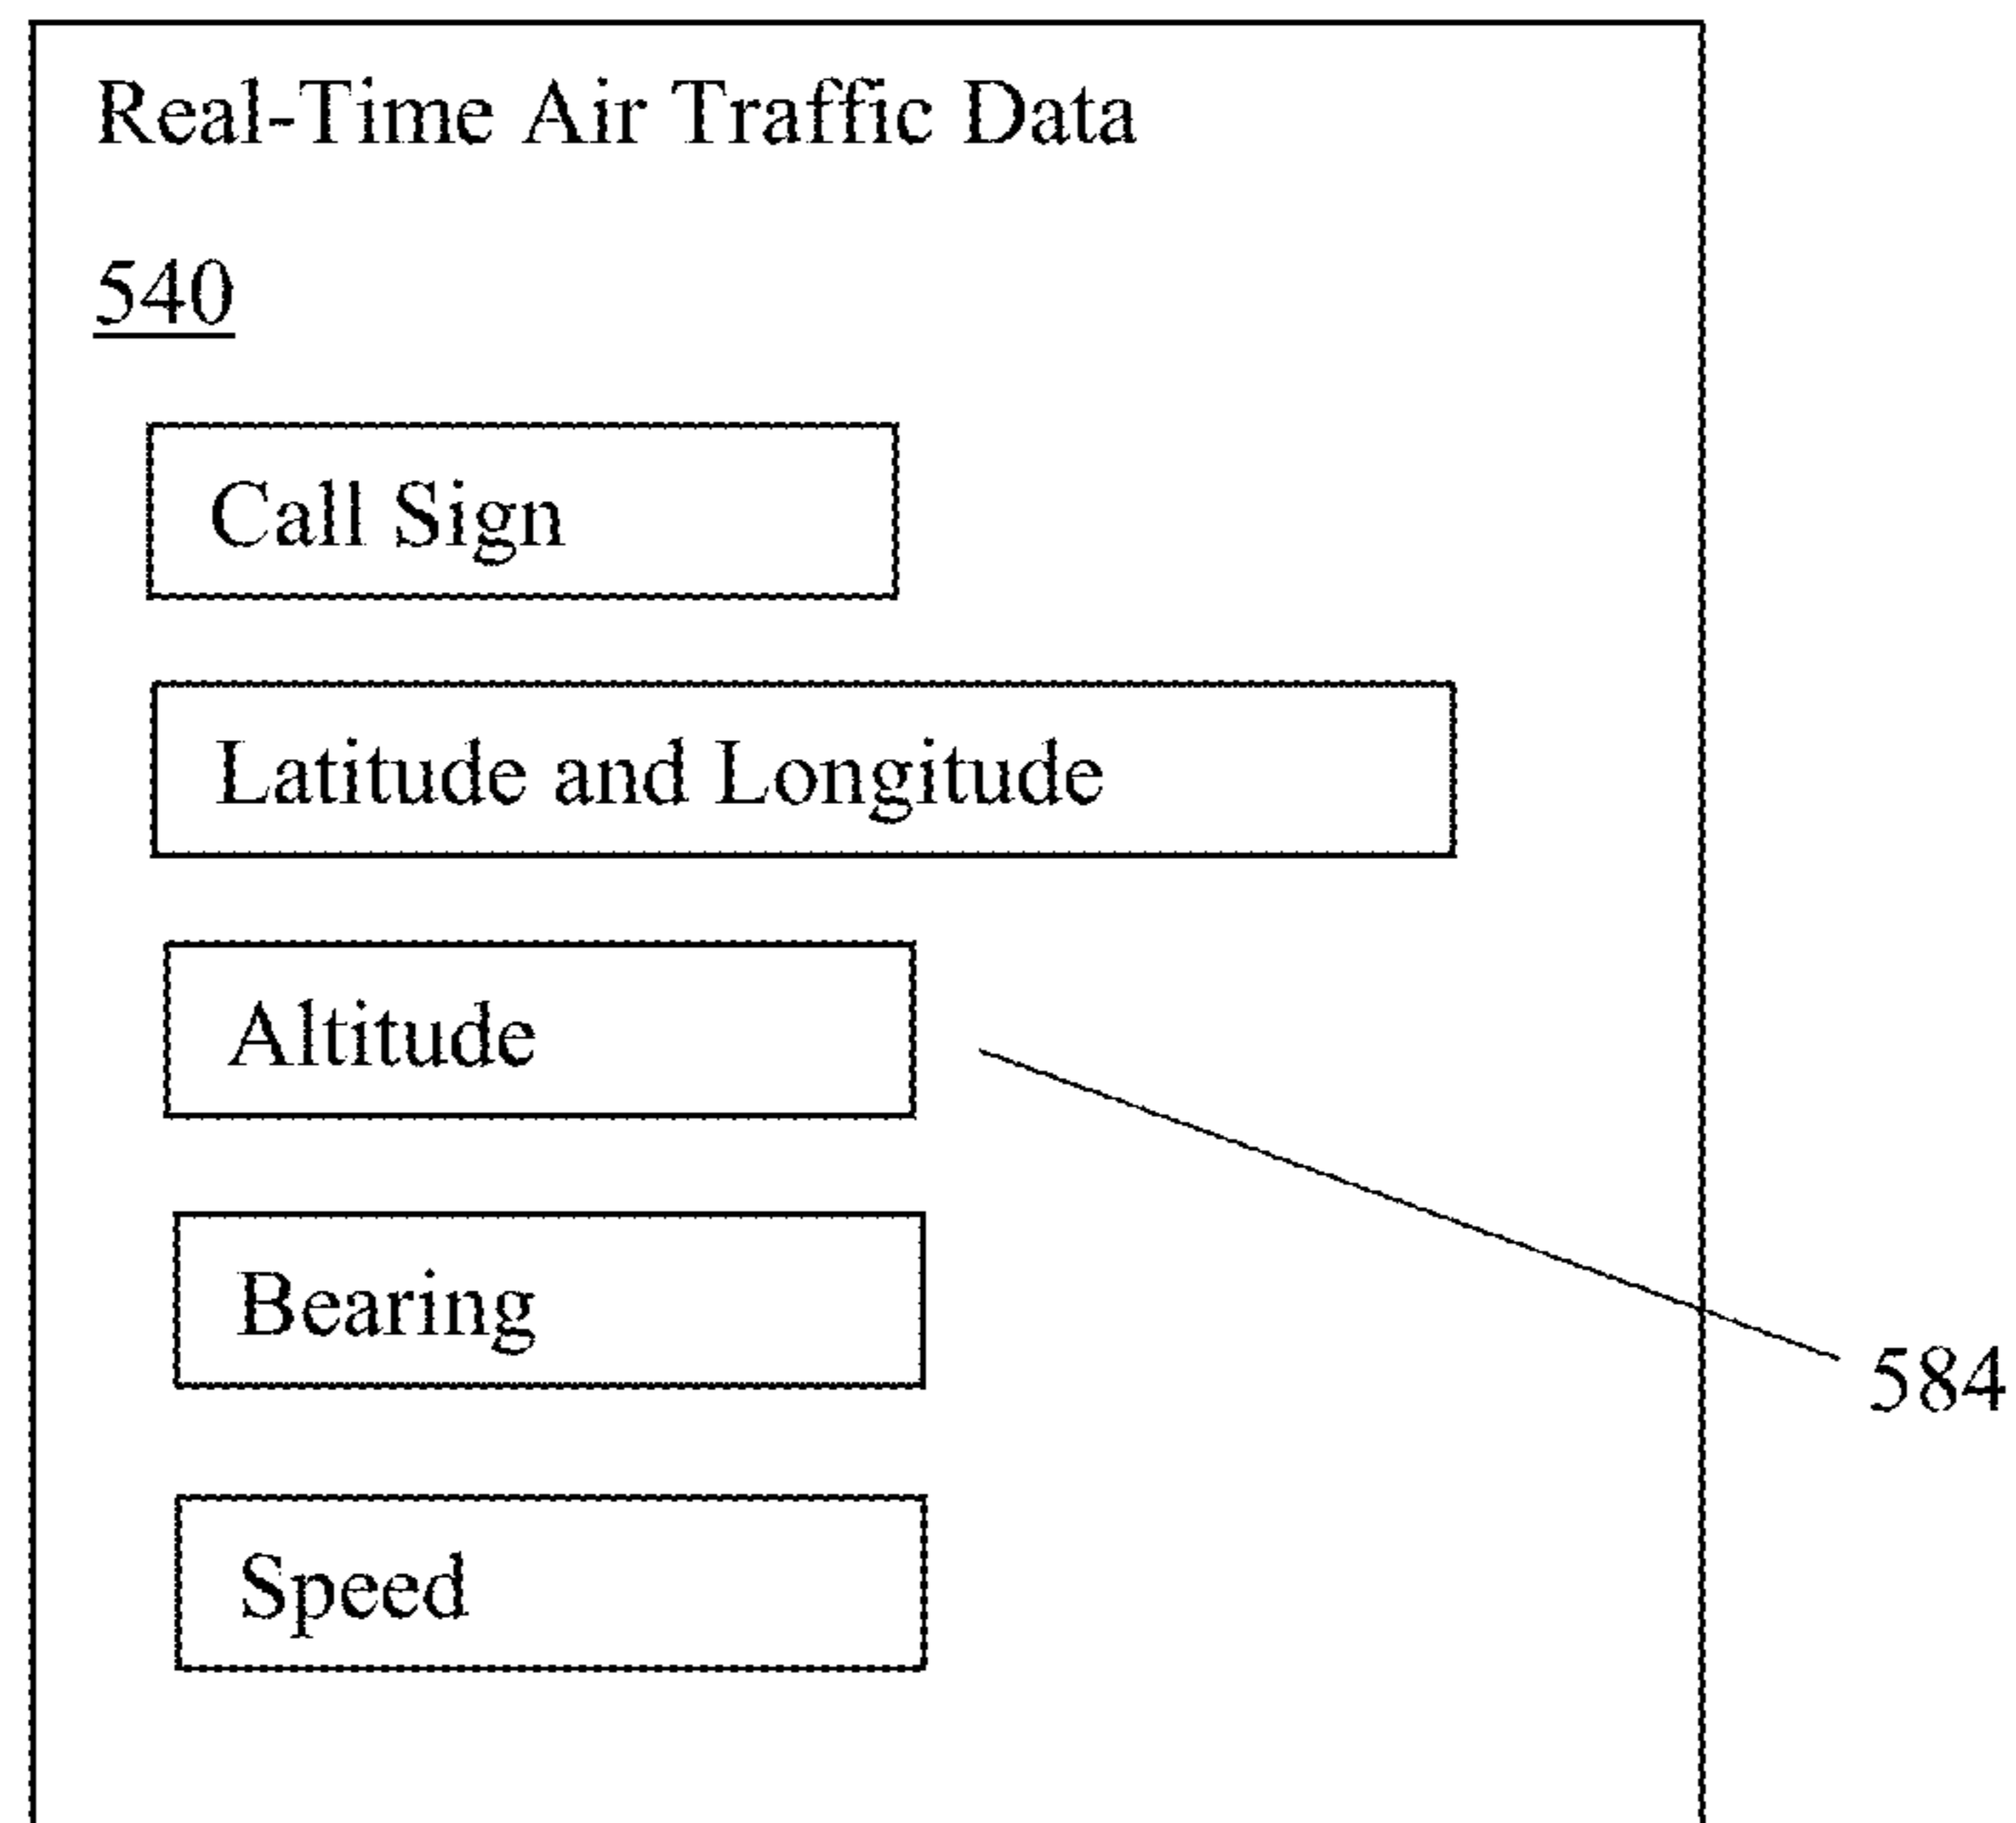 Real-Time Air Traffic Data
540
Call Sign
Latitude and Longitude
Altitude
Bearing
584
Speed